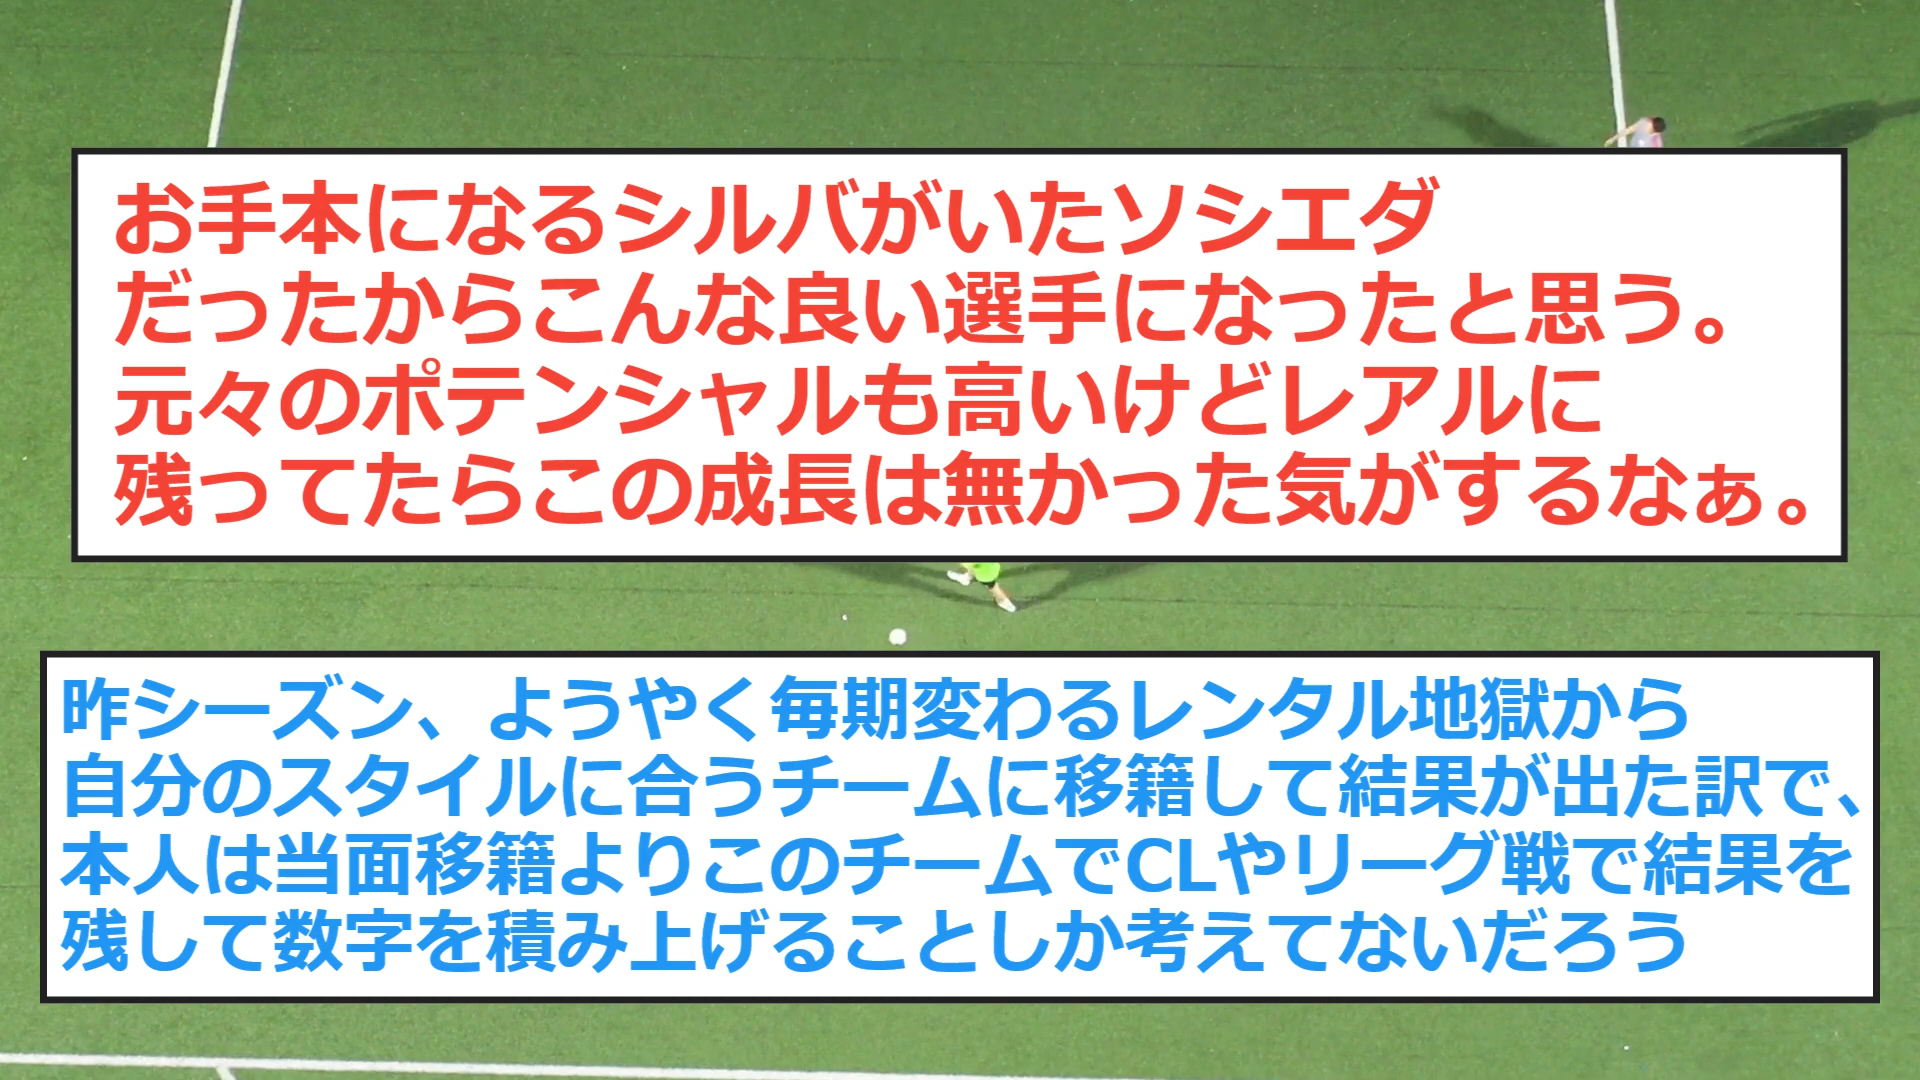 お手本になるシルバがいたソシエダ
だったからこんな良い選手になったと思う。
元々のポテンシャルも高いけどレアルに
残ってたらこの成長は無かった気がするなぁ。
昨シーズン、ようやく毎期変わるレンタル地獄から
自分のスタイルに合うチームに移籍して結果が出た訳で、
本人は当面移籍よりこのチームでCLやリーグ戦で結果を
残して数字を積み上げることしか考えてないだろう